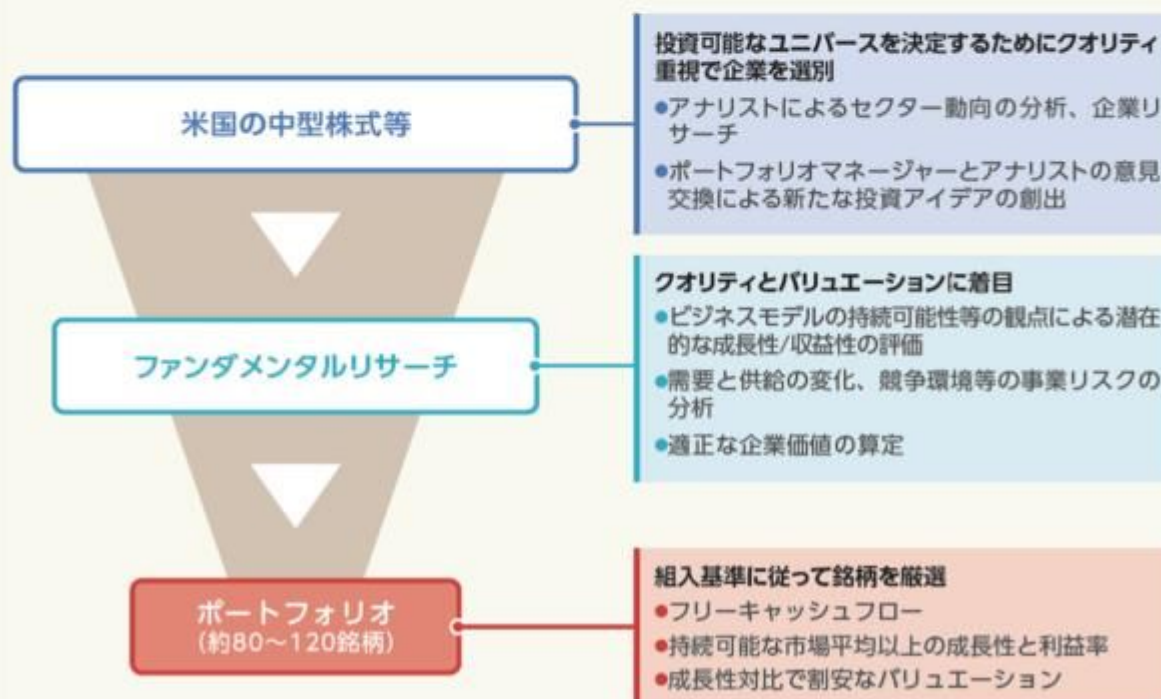 米国の中型株式等
投資可能なユニバースを決定するためにクオリティ
重視で企業を選別
●アナリストによるセクター動向の分析、企業リ
サーチ
●ポートフォリオマネージャーとアナリストの意見
交換による新たな投資アイデアの創出
ファンダメンタルリサーチ
クオリティとバリュエーションに着目
●ビジネスモデルの持続可能性等の観点による潜在
的な成長性/収益性の評価
●需要と供給の変化、競争環境等の事業リスクの
分析
●適正な企業価値の算定
ポートフォリオ
(約80～120銘柄)
組入基準に従って銘柄を厳選
●フリーキャッシュフロー
●持続可能な市場平均以上の成長性と利益率
●成長性対比で割安なバリュエーション